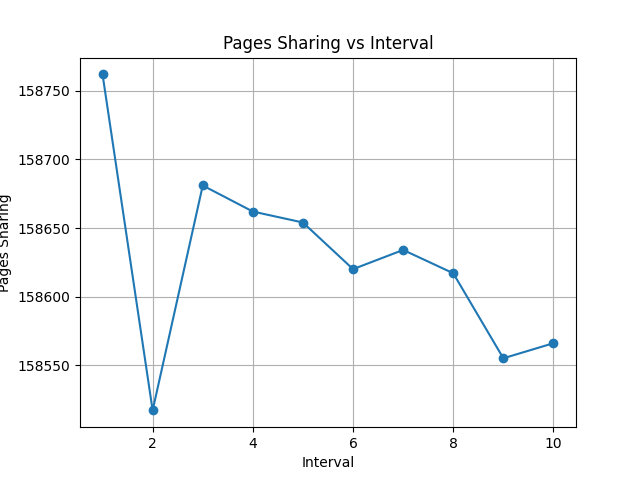 Pages Sharing vs Interval
158750
158700
158650
158600
158550
Pages Sharing
2 4 6 8 10
Interval